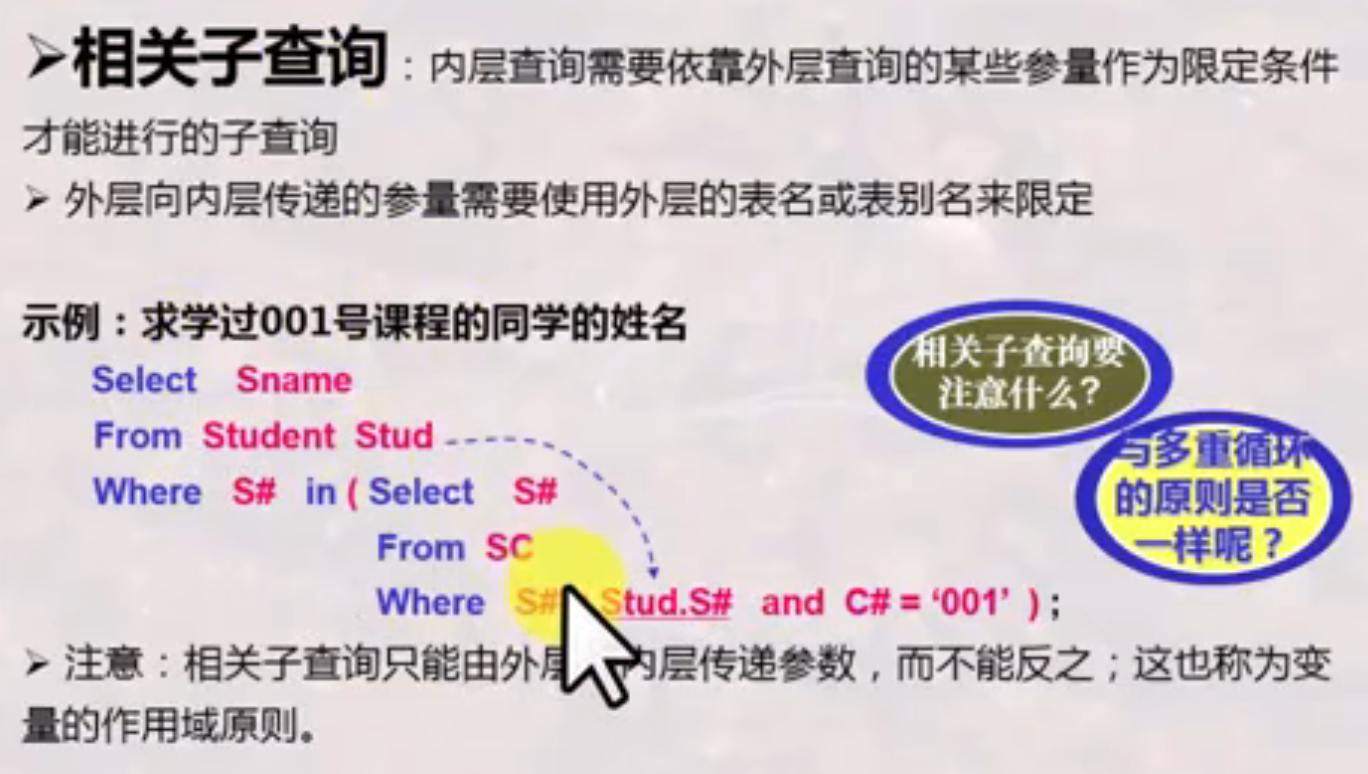 ➢相关子查询：内层查询需要依靠外层查询的某些参量作为限定条件
才能进行的子查询
➢ 外层向内层传递的参量需要使用外层的表名或表别名来限定
示例：求学过001号课程的同学的姓名
Select Sname
From Student Stud
Where S# in ( Select S#
From SC
Where S# Stud.S# and C# = ‘001’ ) ;
相关子查询要
注意什么?
与多重循环
的原则是否
一样呢？
➢ 注意：相关子查询只能由外层内层传递参数，而不能反之；这也称为变
量的作用域原则。